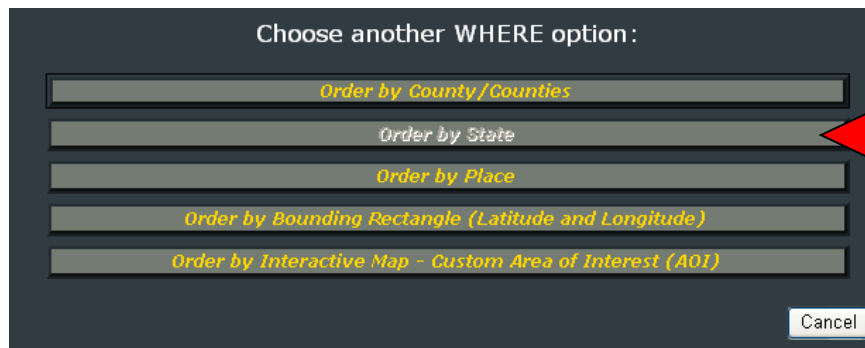 Choose another WHERE option:
Order by County/Counties
Order by State
Order by Place
Order by Bounding Rectangle (Latitude and Longitude)
Order by Interactive Map - Custom Area of Interest (AOI)
Cancel